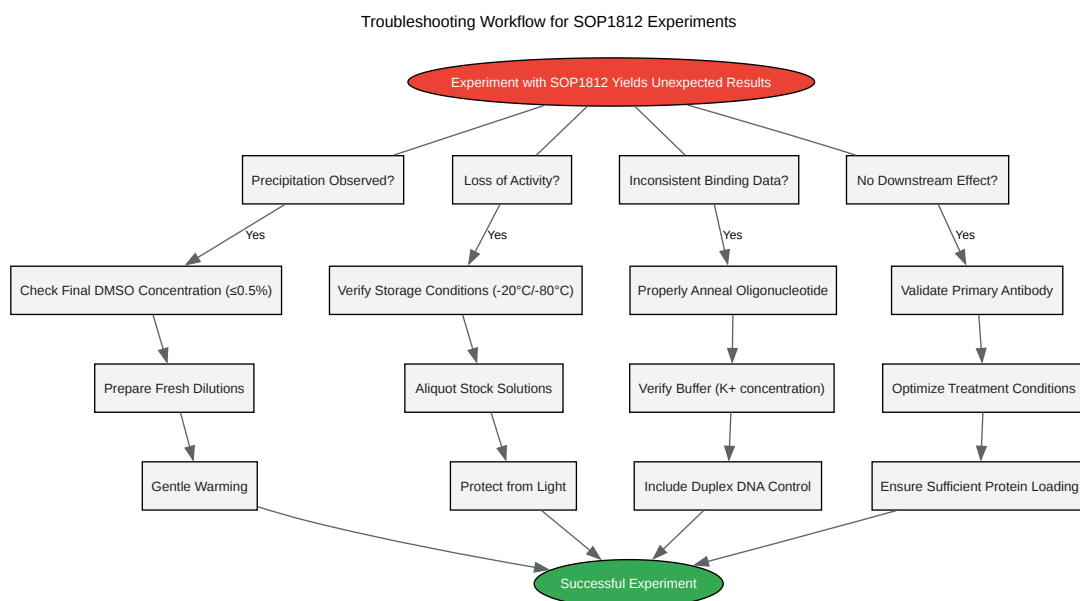 Troubleshooting Workflow for SOP1812 Experiments
Experiment with SOP1812 Yields Unexpected Results
Precipitation Observed?
Loss of Activity?
Inconsistent Binding Data?
No Downstream Effect?
Yes
Yes
Yes
Yes
Check Final DMSO Concentration (≤0.5%)
Verify Storage Conditions (-20°C/-80°C)
Properly Anneal Oligonucleotide
Validate Primary Antibody
Prepare Fresh Dilutions
Aliquot Stock Solutions
Verify Buffer (K+ concentration)
Optimize Treatment Conditions
Gentle Warming
Protect from Light
Include Duplex DNA Control
Ensure Sufficient Protein Loading
Successful Experiment